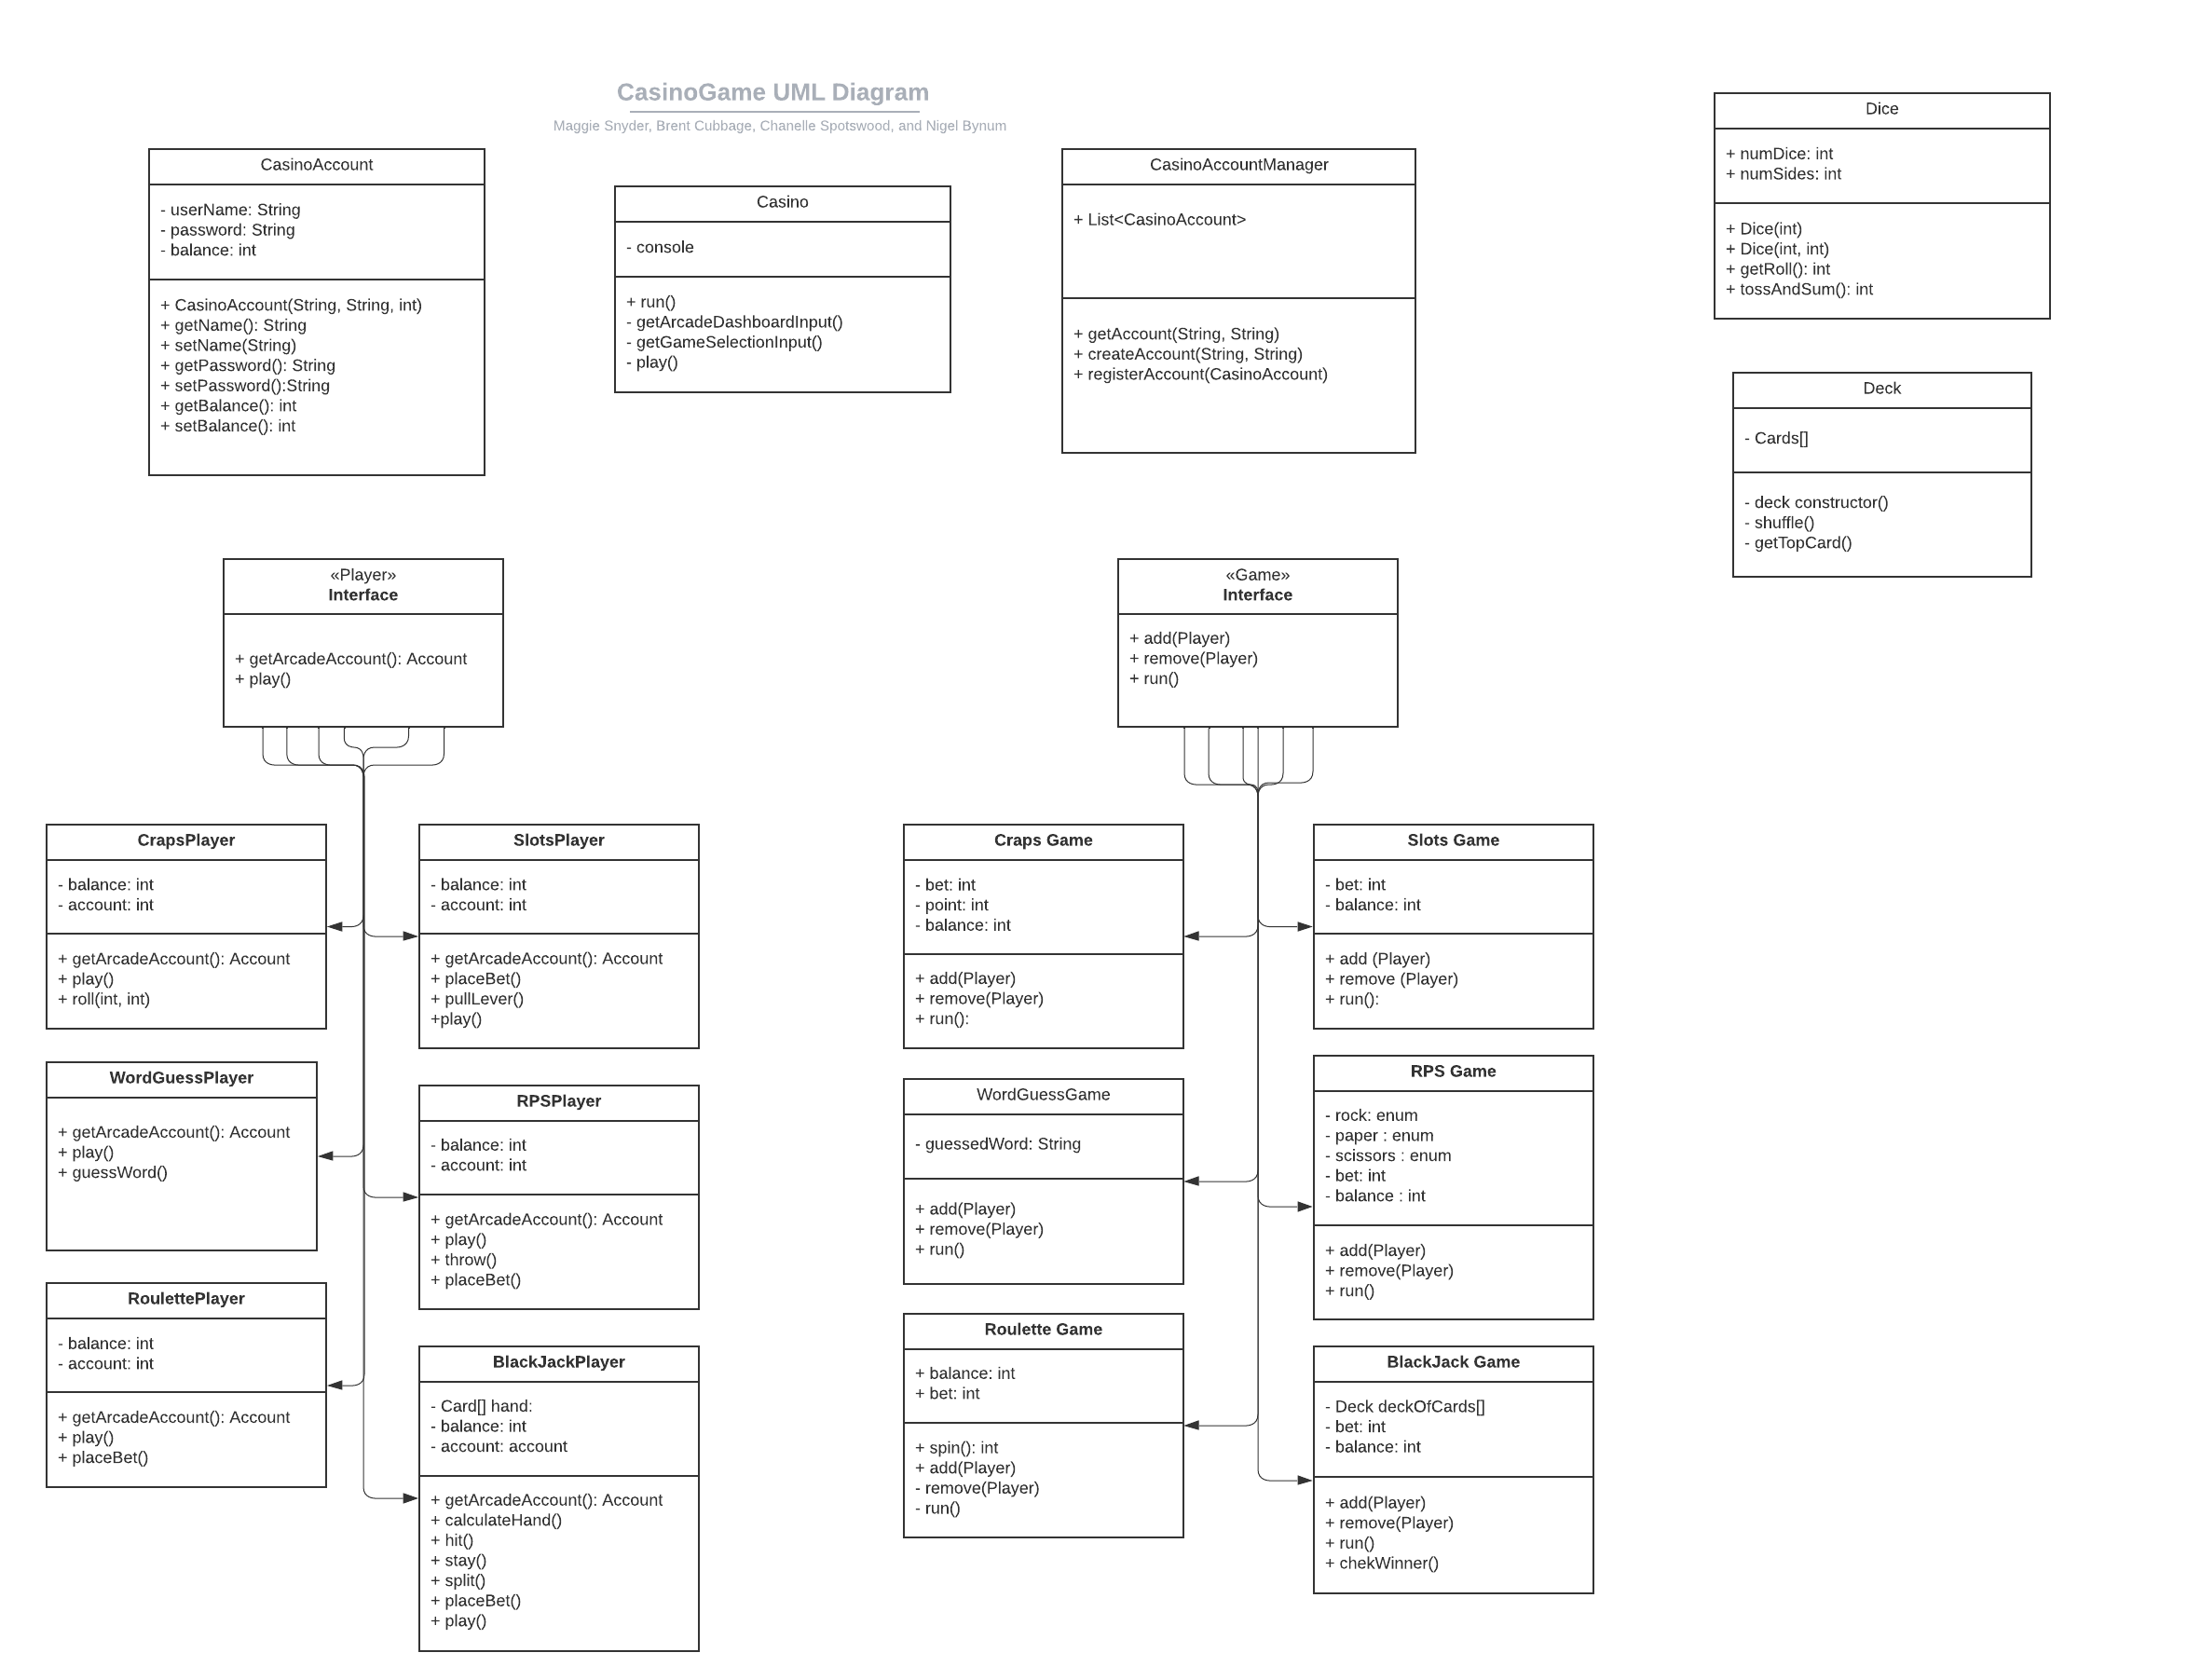 CasinoGame UML Diagram
Maggie Snyder, Brent Cubbage, Chanelle Spotswood, and Nigel Bynum
CasinoAccount
- userName: String
- password: String
- balance: int
+ CasinoAccount(String, String, int)
+ getName(): String
+ setName(String)
+ getPassword(): String
+ setPassword():String
+ getBalance(): int
+ setBalance(): int
Casino
- console
+ run()
- getArcadeDashboardInput()
- getGameSelectionInput()
- play()
CasinoAccountManager
+ List<CasinoAccount>
+ getAccount(String, String)
+ createAccount(String, String)
+ registerAccount(CasinoAccount)
Dice
+ numDice: int
+ numSides: int
+ Dice(int)
+ Dice(int, int)
+ getRoll(): int
+ tossAndSum(): int
Deck
- Cards[]
- deck constructor()
- shuffle()
- getTopCard()
«Player»
Interface
+ getArcadeAccount(): Account
+ play()
«Game»
Interface
+ add(Player)
+ remove(Player)
+ run()
CrapsPlayer
- balance: int
- account: int
+ getArcadeAccount(): Account
+ play()
+ roll(int, int)
SlotsPlayer
- balance: int
- account: int
+ getArcadeAccount(): Account
+ placeBet()
+ pullLever()
+play()
WordGuessPlayer
+ getArcadeAccount(): Account
+ play()
+ guessWord()
RPSPlayer
- balance: int
- account: int
+ getArcadeAccount(): Account
+ play()
+ throw()
+ placeBet()
RoulettePlayer
- balance: int
- account: int
+ getArcadeAccount(): Account
+ play()
+ placeBet()
BlackJackPlayer
- Card[] hand:
- balance: int
- account: account
+ getArcadeAccount(): Account
+ calculateHand()
+ hit()
+ stay()
+ split()
+ placeBet()
+ play()
Craps Game
- bet: int
- point: int
- balance: int
+ add(Player)
+ remove(Player)
+ run():
Slots Game
- bet: int
- balance: int
+ add (Player)
+ remove (Player)
+ run():
WordGuessGame
- guessedWord: String
+ add(Player)
+ remove(Player)
+ run()
RPS Game
- rock: enum
- paper : enum
- scissors : enum
- bet: int
- balance : int
+ add(Player)
+ remove(Player)
+ run()
Roulette Game
+ balance: int
+ bet: int
+ spin(): int
+ add(Player)
- remove(Player)
- run()
BlackJack Game
- Deck deckOfCards[]
- bet: int
- balance: int
+ add(Player)
+ remove(Player)
+ run()
+ chekWinner()